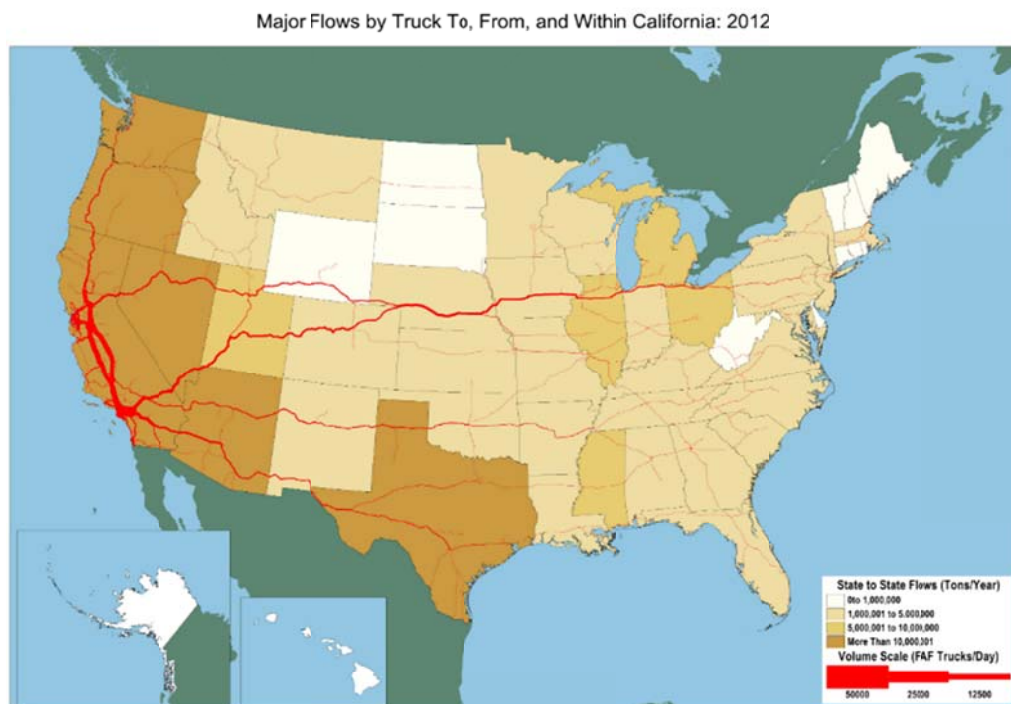 Major Flows by Truck To, From, and Within California: 2012
State to State Flows (Tons/Year)
0 to 1,000,000
1,000,001 to 5,000,000
5,000,001 to 10,000,000
More Than 10,000,001
Volume Scale (FAF Trucks/Day)
50000 25000 12500